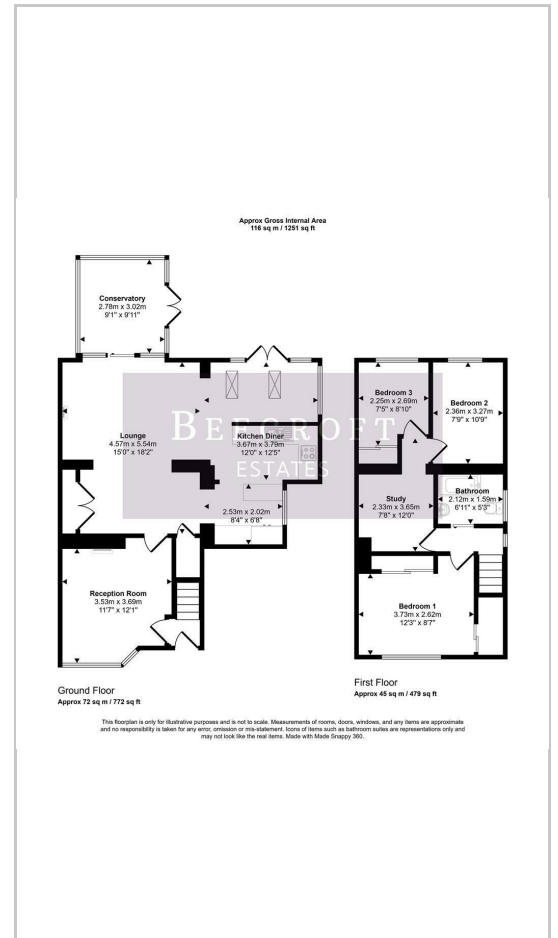 Approx Gross Internal Area
116 sq m / 1251 sq ft
Conservatory
2.78m x 3.02m
9'1" x 9'11"
Lounge
4.57m x 5.54m
15'0" x 18'2"
Kitchen Diner
3.67m x 3.79m
12'0" x 12'5"
2.53m x 2.02m
8'4" x 6'8"
Reception Room
3.53m x 3.69m
11'7" x 12'1"
Bedroom 3
2.25m x 2.69m
7'5" x 8'10"
Bedroom 2
2.36m x 3.27m
7'9" x 10'9"
Study
2.33m x 3.65m
7'8" x 12'0"
Bathroom
2.12m x 1.59m
6'11" x 5'3"
Bedroom 1
3.73m x 2.62m
12'3" x 8'7"
BEECROFT
ESTATES
Ground Floor
Approx 72 sq m / 772 sq ft
First Floor
Approx 45 sq m / 479 sq ft
This floorplan is only for illustrative purposes and is not to scale. Measurements of rooms, doors, windows, and any items are approximate
and no responsibility is taken for any error, omission or mis-statement. Icons of items such as bathroom suites are representations only and
may not look like the real items. Made with Made Snappy 360.